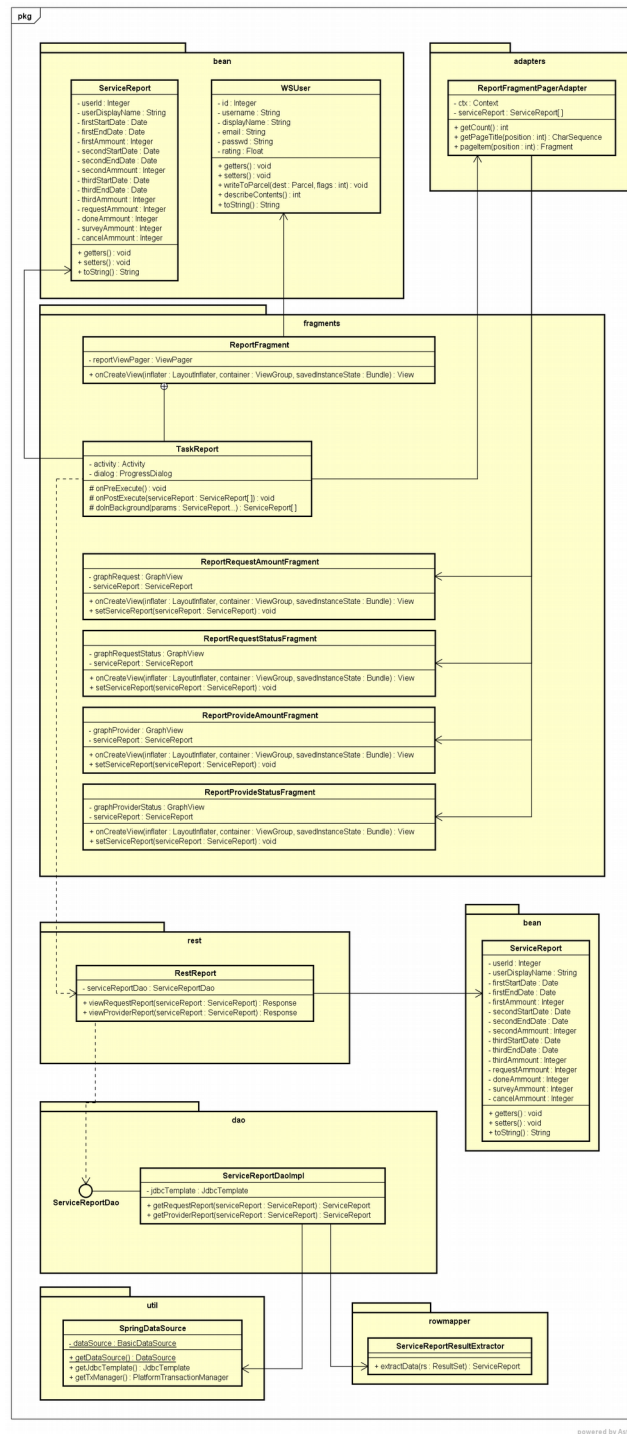 pkg
bean
ServiceReport
- userId : Integer
- userDisplayName : String
- firstStartDate : Date
- firstEndDate : Date
- firstAmmount : Integer
- secondStartDate : Date
- secondEndDate : Date
- secondAmmount : Integer
- thirdStartDate : Date
- thirdEndDate : Date
- thirdAmmount : Integer
- requestAmmount : Integer
- doneAmmount : Integer
- surveyAmmount : Integer
- cancelAmmount : Integer
+ getters() : void
+ setters() : void
+ toString() : String
WSUser
- id : Integer
- username : String
- displayName : String
- email : String
- passwd : String
- rating : Float
+ getters() : void
+ setters() : void
+ writeToParcel(dest : Parcel, flags : int) : void
+ describeContents() : int
+ toString() : String
adapters
ReportFragmentPagerAdapter
- ctx : Context
- serviceReport : ServiceReport[ ]
+ getCount() : int
+ getPageTitle(position : int) : CharSequence
+ pageItem(position : int) : Fragment
fragments
ReportFragment
- reportViewPager : ViewPager
+ onCreateView(inflater : LayoutInflater, container : ViewGroup, savedInstanceState : Bundle) : View
TaskReport
- activity : Activity
- dialog : ProgressDialog
# onPreExecute() : void
# onPostExecute(serviceReport : ServiceReport[ ]) : void
# doInBackground(params : ServiceReport...) : ServiceReport[ ]
ReportRequestAmountFragment
- graphRequest : GraphView
- serviceReport : ServiceReport
+ onCreateView(inflater : LayoutInflater, container : ViewGroup, savedInstanceState : Bundle) : View
+ setServiceReport(serviceReport : ServiceReport) : void
ReportRequestStatusFragment
- graphRequestStatus : GraphView
- serviceReport : ServiceReport
+ onCreateView(inflater : LayoutInflater, container : ViewGroup, savedInstanceState : Bundle) : View
+ setServiceReport(serviceReport : ServiceReport) : void
ReportProvideAmountFragment
- graphProvider : GraphView
- serviceReport : ServiceReport
+ onCreateView(inflater : LayoutInflater, container : ViewGroup, savedInstanceState : Bundle) : View
+ setServiceReport(serviceReport : ServiceReport) : void
ReportProvideStatusFragment
- graphProviderStatus : GraphView
- serviceReport : ServiceReport
+ onCreateView(inflater : LayoutInflater, container : ViewGroup, savedInstanceState : Bundle) : View
+ setServiceReport(serviceReport : ServiceReport) : void
rest
RestReport
- serviceReportDao : ServiceReportDao
+ viewRequestReport(serviceReport : ServiceReport) : Response
+ viewProviderReport(serviceReport : ServiceReport) : Response
bean
ServiceReport
- userId : Integer
- userDisplayName : String
- firstStartDate : Date
- firstEndDate : Date
- firstAmmount : Integer
- secondStartDate : Date
- secondEndDate : Date
- secondAmmount : Integer
- thirdStartDate : Date
- thirdEndDate : Date
- thirdAmmount : Integer
- requestAmmount : Integer
- doneAmmount : Integer
- surveyAmmount : Integer
- cancelAmmount : Integer
+ getters() : void
+ setters() : void
+ toString() : String
dao
ServiceReportDao
ServiceReportDaoImpl
- jdbcTemplate : JdbcTemplate
+ getRequestReport(serviceReport : ServiceReport) : ServiceReport
+ getProviderReport(serviceReport : ServiceReport) : ServiceReport
util
SpringDataSource
- dataSource : BasicDataSource
+ getDataSource() : DataSource
+ getJdbcTemplate() : JdbcTemplate
+ getTxManager() : PlatformTransactionManager
rowmapper
ServiceReportResultExtractor
+ extractData(rs : ResultSet) : ServiceReport
powered by Ast